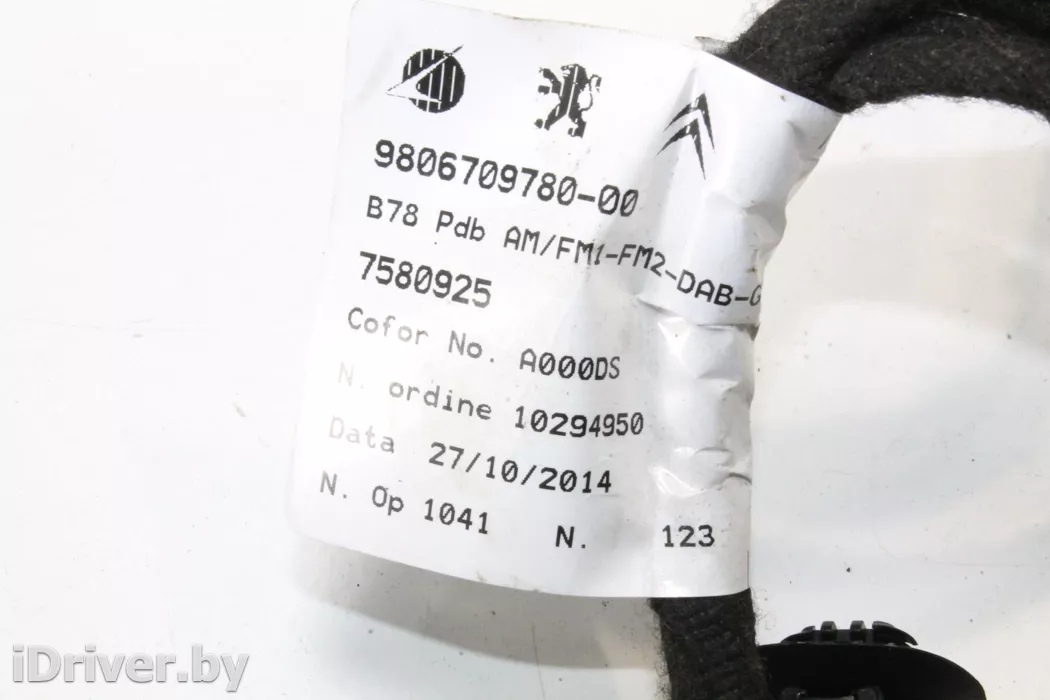 9806709780-00
B78 Pdb AM/FM1-FM2-DAB-G
7580925
Cofor No. A000DS
N. ordine 10294950
Data 27/10/2014
N. Op 1041 N. 123
iDriver.by